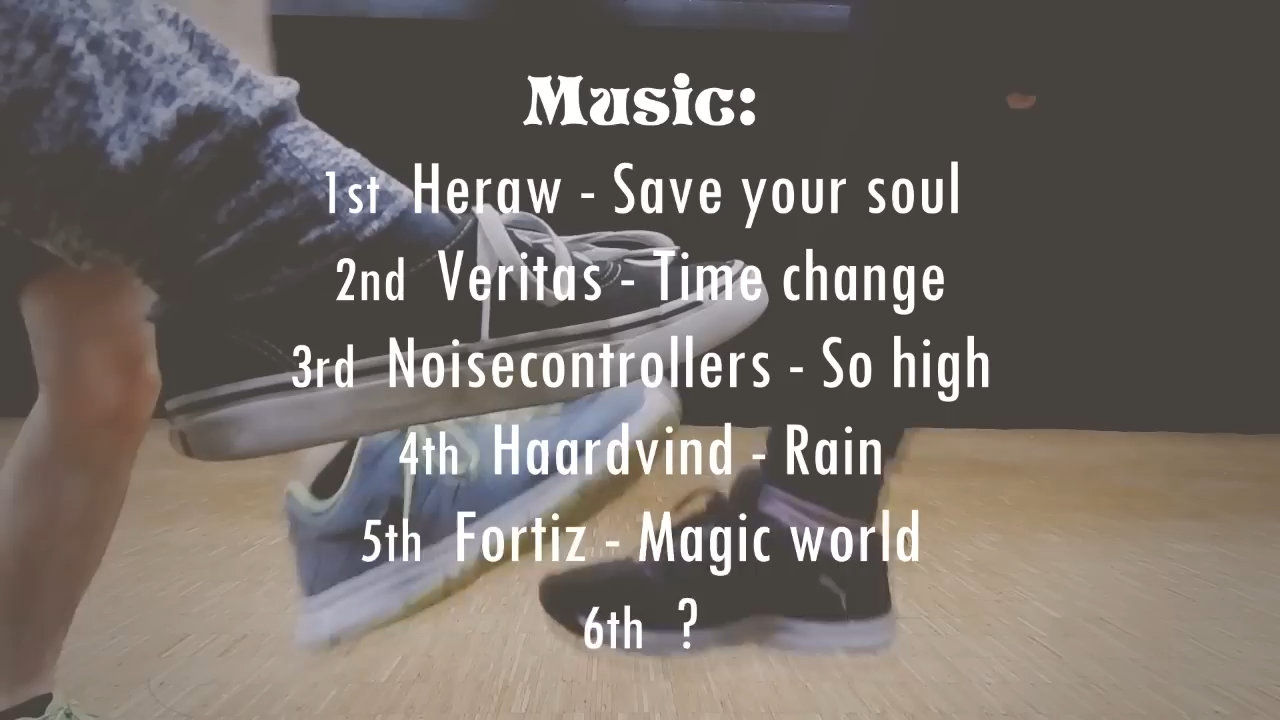 Music:
1st Heraw - Save your soul
2nd Veritas - Time change
3rd Noisecontrollers - So high
4th Haardvind - Rain
5th Fortiz - Magic world
6th ?